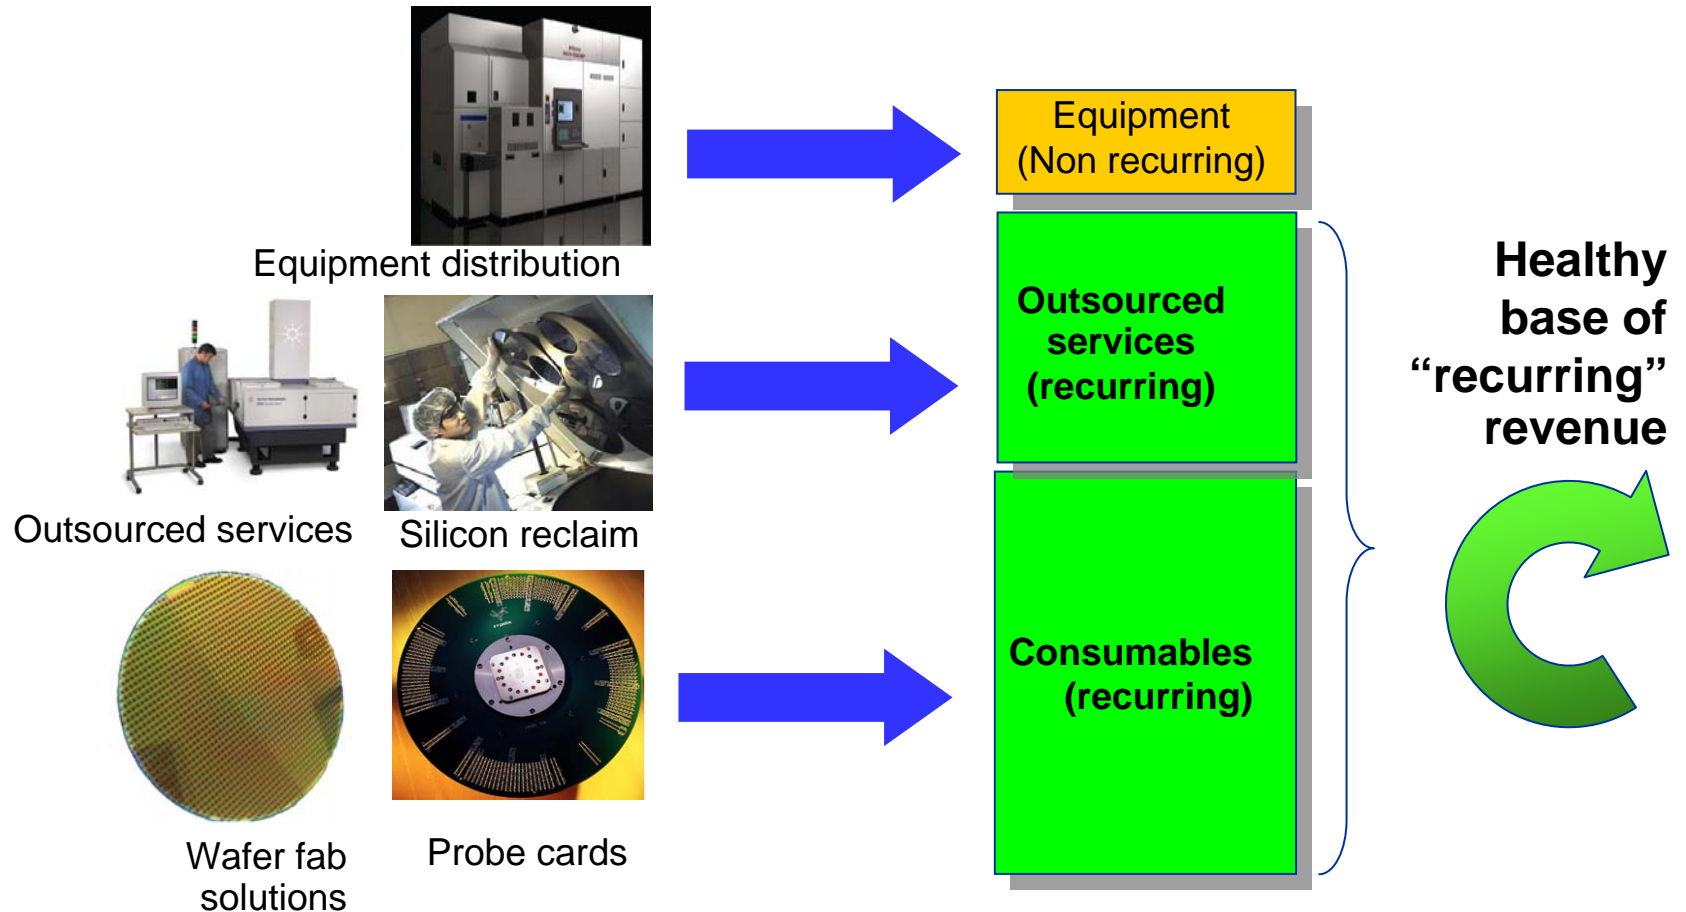 Equipment distribution
Outsourced services
Silicon reclaim
Wafer fab
solutions
Probe cards
Equipment
(Non recurring)
Outsourced
services
(recurring)
Consumables
(recurring)
Healthy
base of
“recurring”
revenue